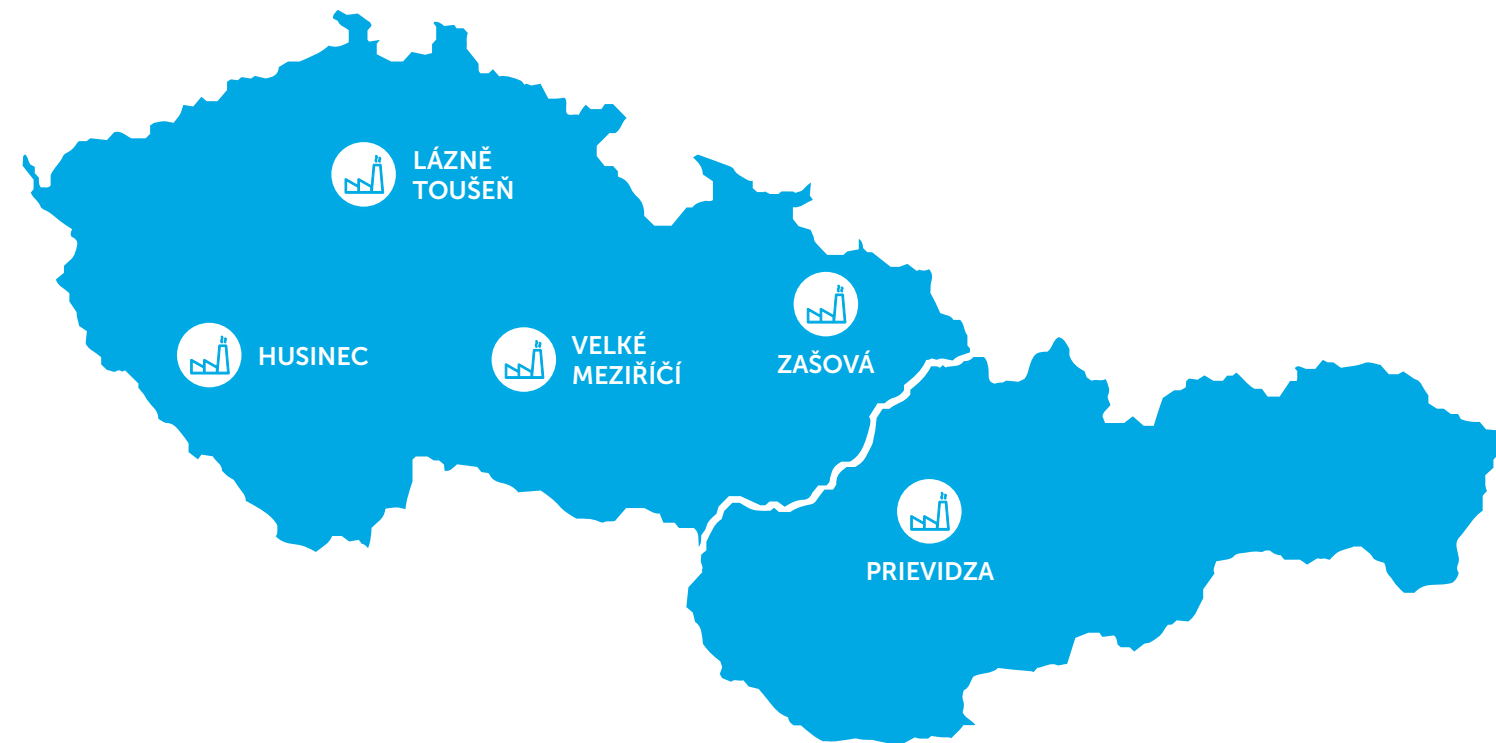 LÁZNĚ
TOUŠEŇ
HUSINEC
VELKÉ
MEZIŘÍČÍ
ZAŠOVÁ
PRIEVIDZA